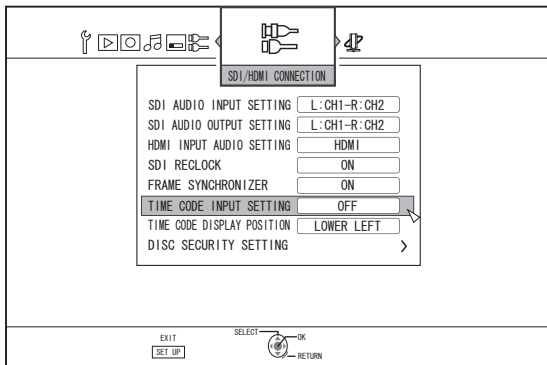 SDI/HDMI CONNECTION
SDI AUDIO INPUT SETTING L:CH1-R:CH2
SDI AUDIO OUTPUT SETTING L:CH1-R:CH2
HDMI INPUT AUDIO SETTING HDMI
SDI RECLOCK ON
FRAME SYNCHRONIZER ON
TIME CODE INPUT SETTING OFF
TIME CODE DISPLAY POSITION LOWER LEFT
DISC SECURITY SETTING
EXIT
SET UP
SELECT
OK
RETURN